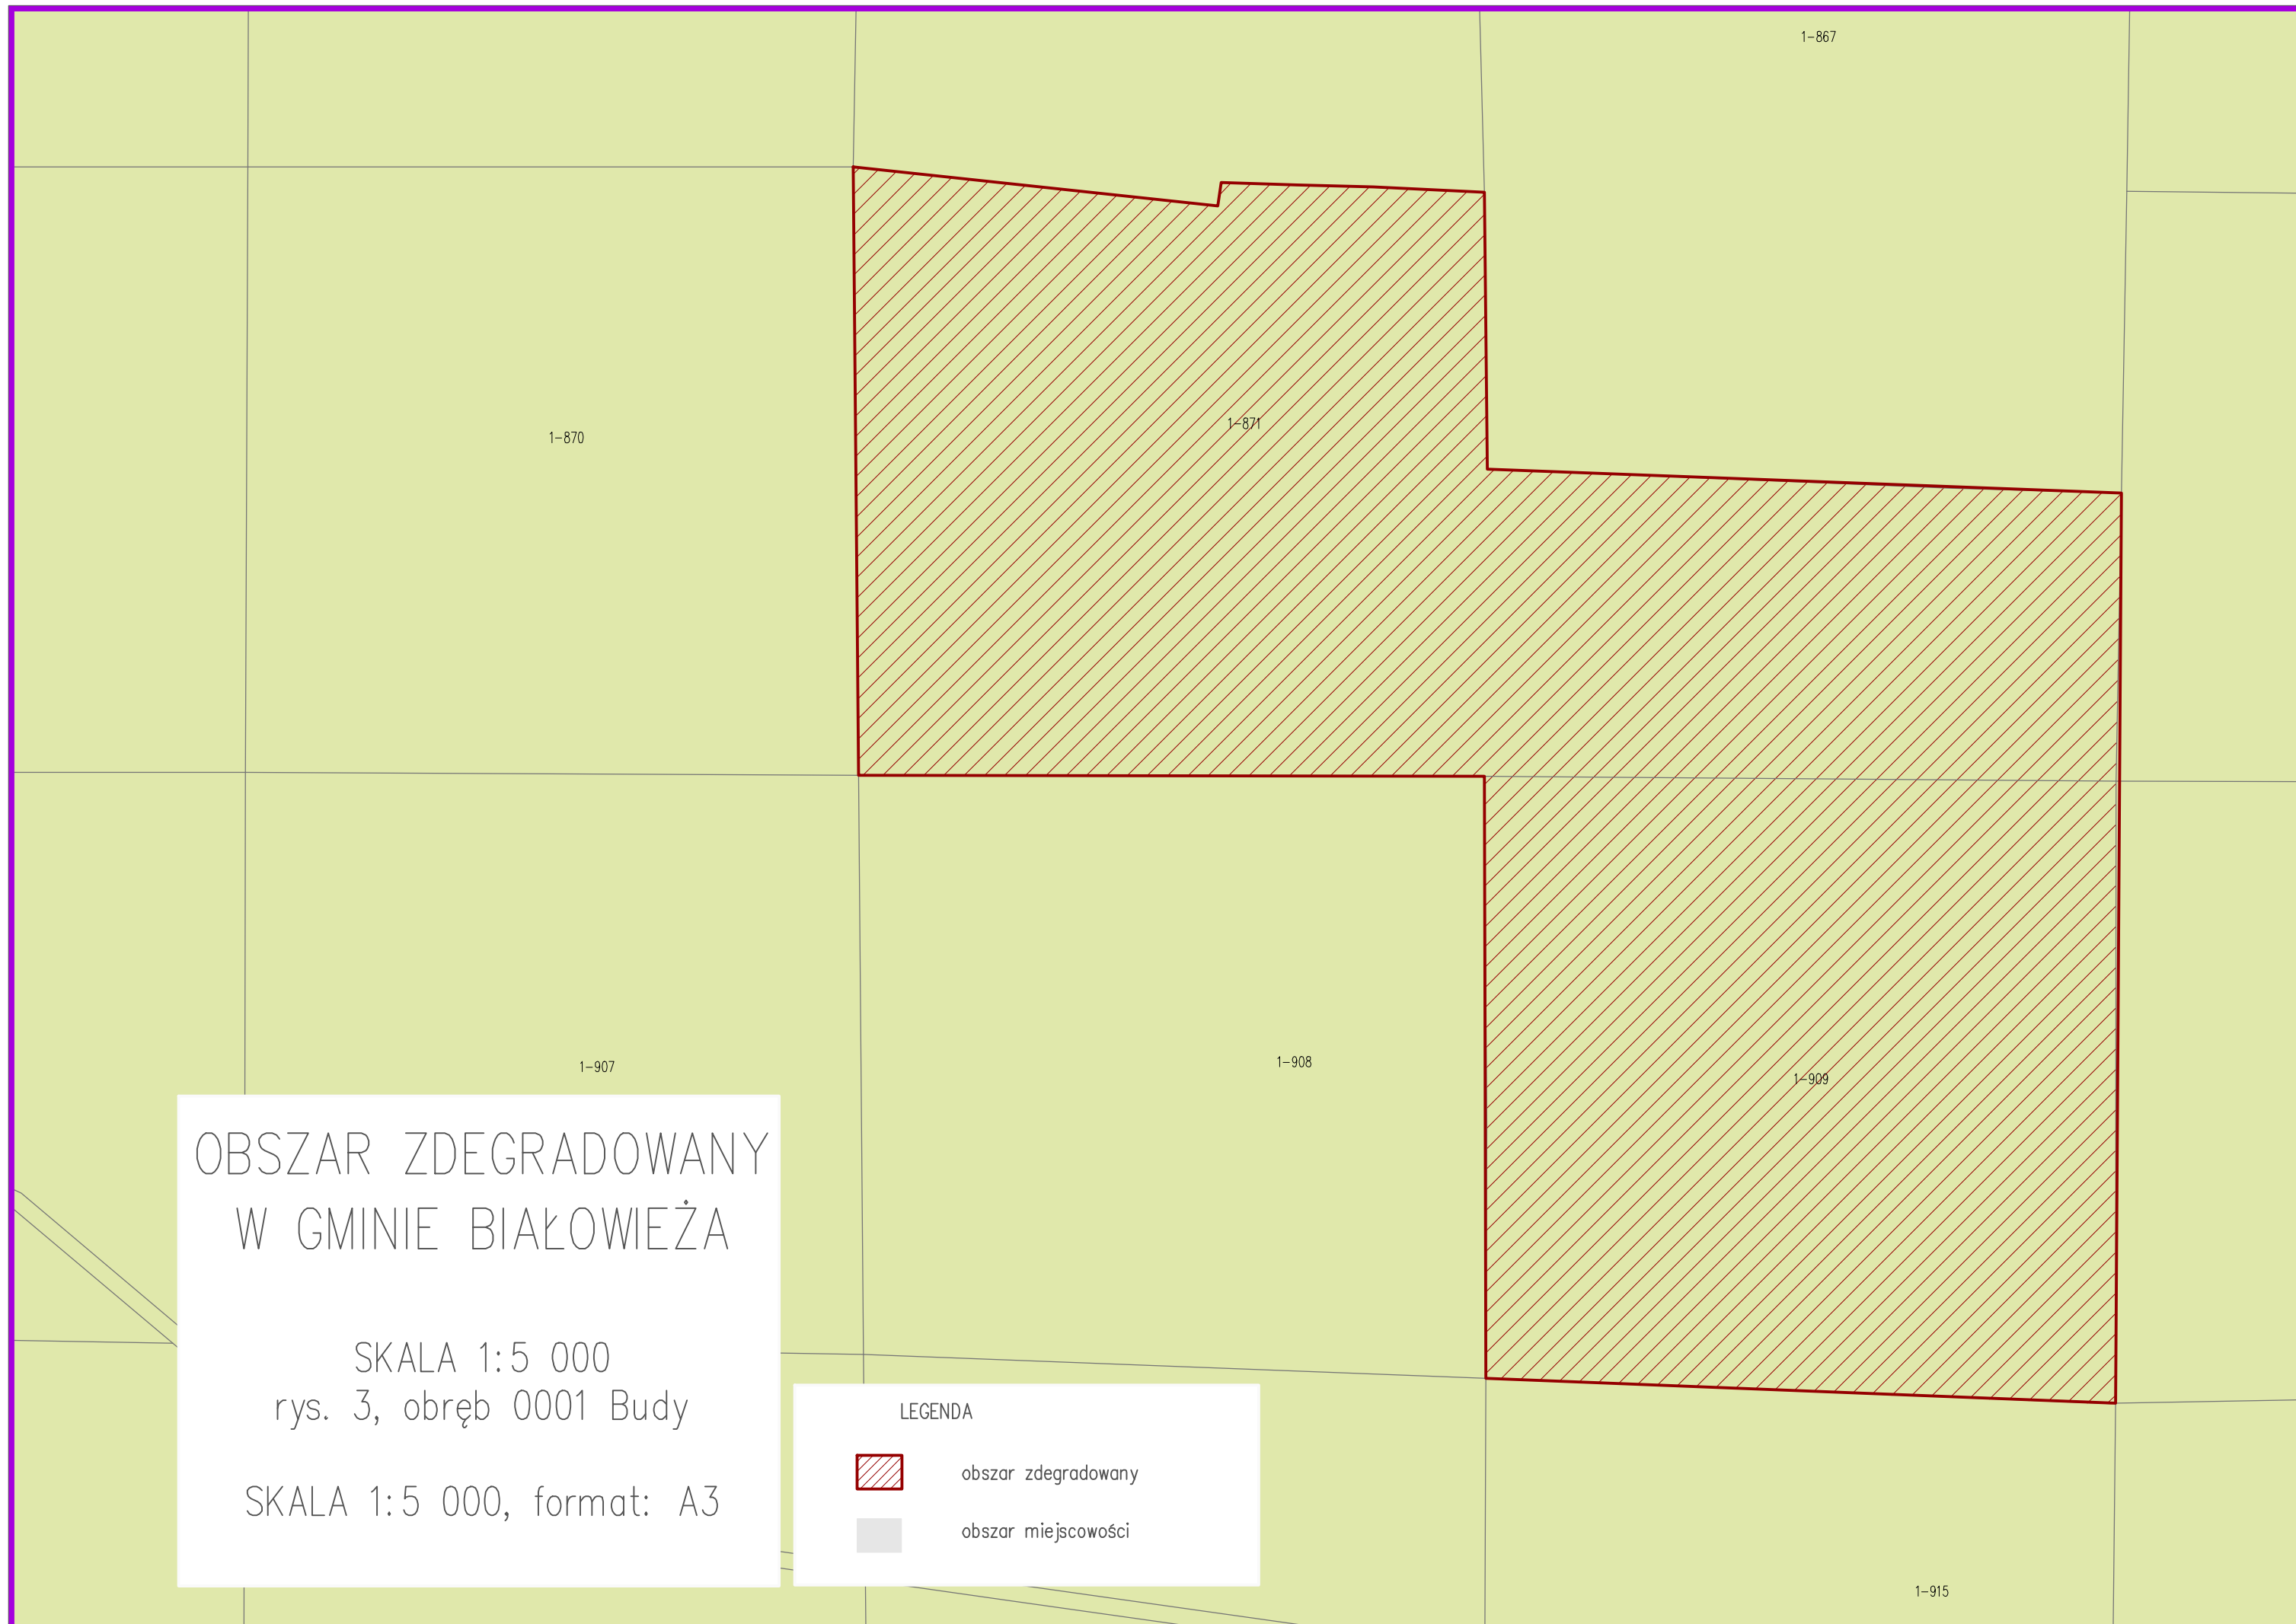 1-867
1-870
1-871
1-907
1-908
1-909
OBSZAR ZDEGRADOWANY
W GMINIE BIAŁOWIEŻA
SKALA 1:5 000
rys. 3, obręb 0001 Budy
SKALA 1:5 000, format: A3
LEGENDA
obszar zdegradowany
obszar miejscowości
1-915